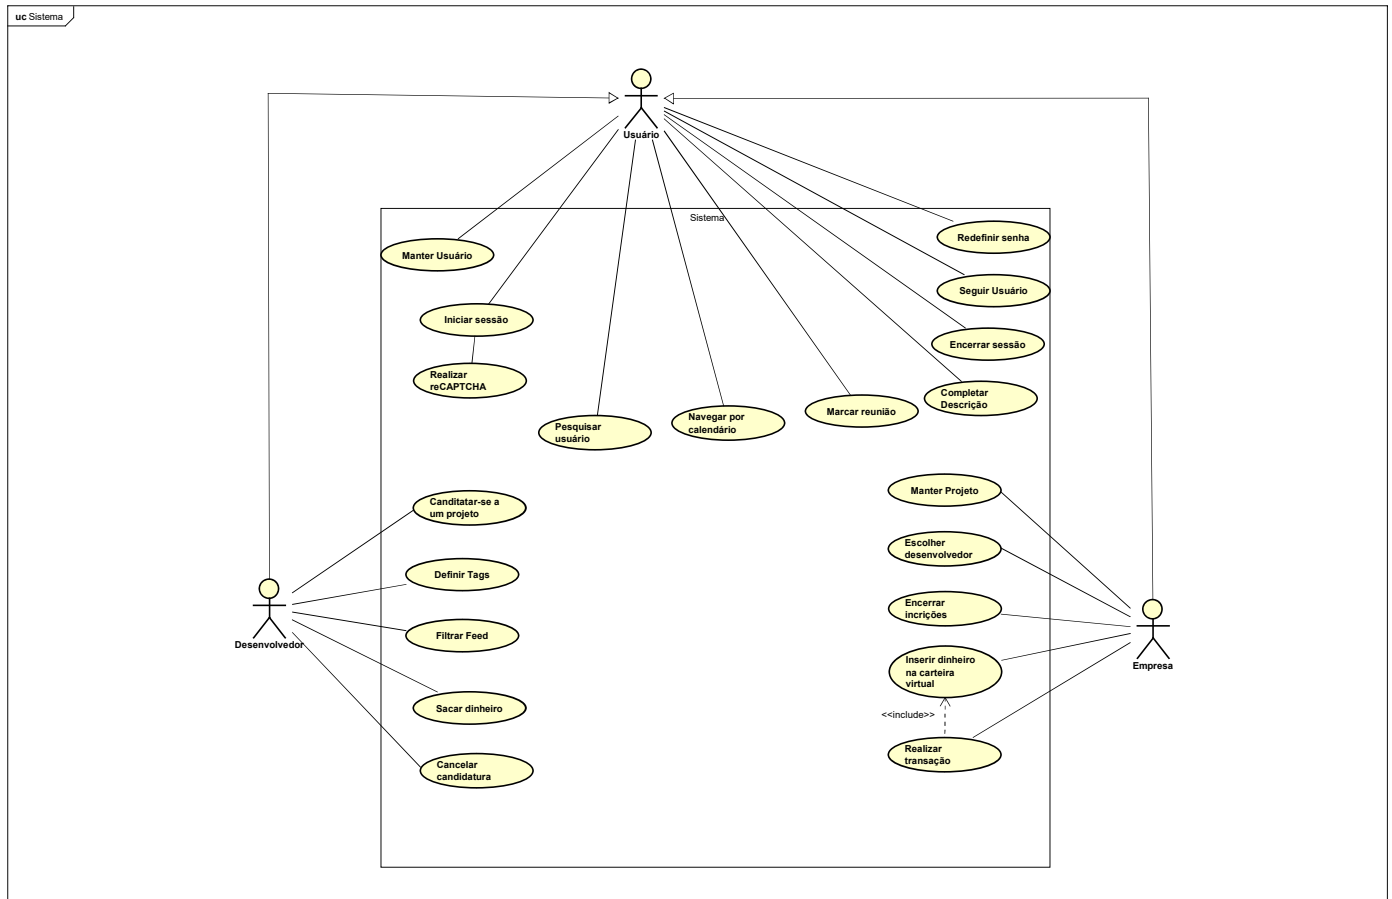 uc Sistema
Usuário
Sistema
Manter Usuário
Redefinir senha
Seguir Usuário
Iniciar sessão
Encerrar sessão
Realizar
reCAPTCHA
Completar
Descrição
Pesquisar
usuário
Navegar por
calendário
Marcar reunião
Canditatar-se a
um projeto
Manter Projeto
Escolher
desenvolvedor
Definir Tags
Encerrar
incrições
Filtrar Feed
Desenvolvedor
Empresa
Inserir dinheiro
na carteira
virtual
Sacar dinheiro
<<include>>
Realizar
transação
Cancelar
candidatura